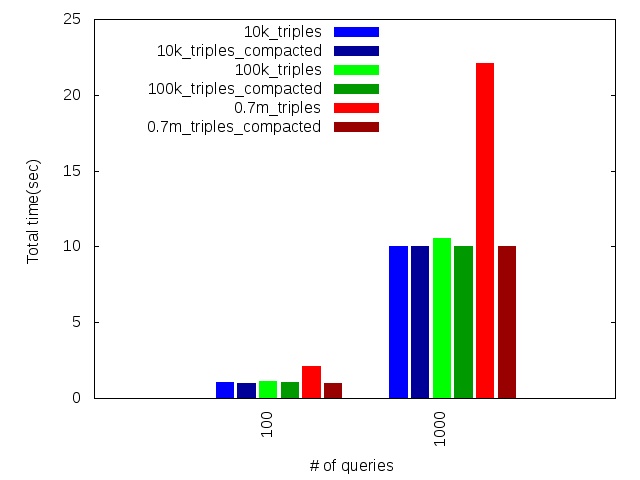 25
20
15
10
5
0
Total time(sec)
10k_triples
10k_triples_compacted
100k_triples
100k_triples_compacted
0.7m_triples
0.7m_triples_compacted
100
1000
# of queries